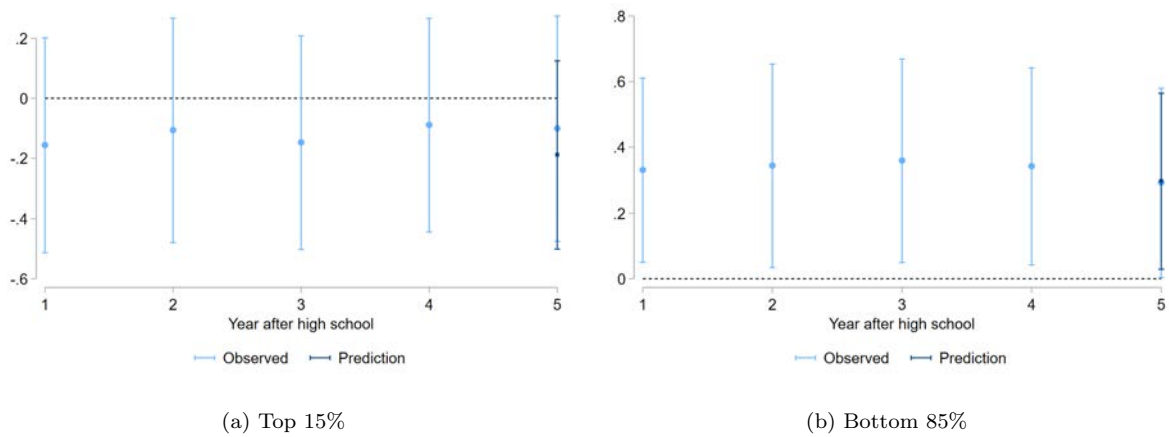 .2
0
-.2
-.4
-.6
1 2 3 4 5
Year after high school
Observed Prediction
(a) Top 15%
.8
.6
.4
.2
0
1 2 3 4 5
Year after high school
Observed Prediction
(b) Bottom 85%